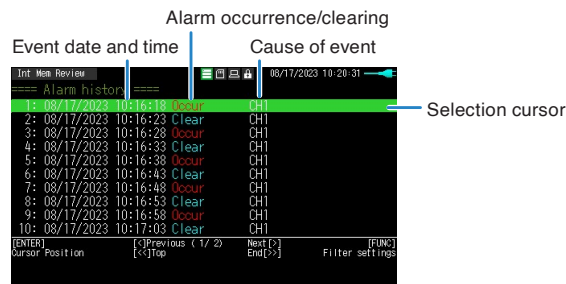 Alarm occurrence/clearing
Event date and time
Cause of event
Int Mem Review
08/17/2023 10:20:31
==== Alarm history ====
1: 08/17/2023 10:16:18 Occur CH1
Selection cursor
2: 08/17/2023 10:16:23 Clear CH1
3: 08/17/2023 10:16:28 Occur CH1
4: 08/17/2023 10:16:33 Clear CH1
5: 08/17/2023 10:16:38 Occur CH1
6: 08/17/2023 10:16:43 Clear CH1
7: 08/17/2023 10:16:48 Occur CH1
8: 08/17/2023 10:16:53 Clear CH1
9: 08/17/2023 10:16:58 Occur CH1
10: 08/17/2023 10:17:03 Clear CH1
[ENTER] [<]Previous ( 1/ 2) Next[>] [FUNC]
Cursor Position [<<]Top End[>>] Filter settings